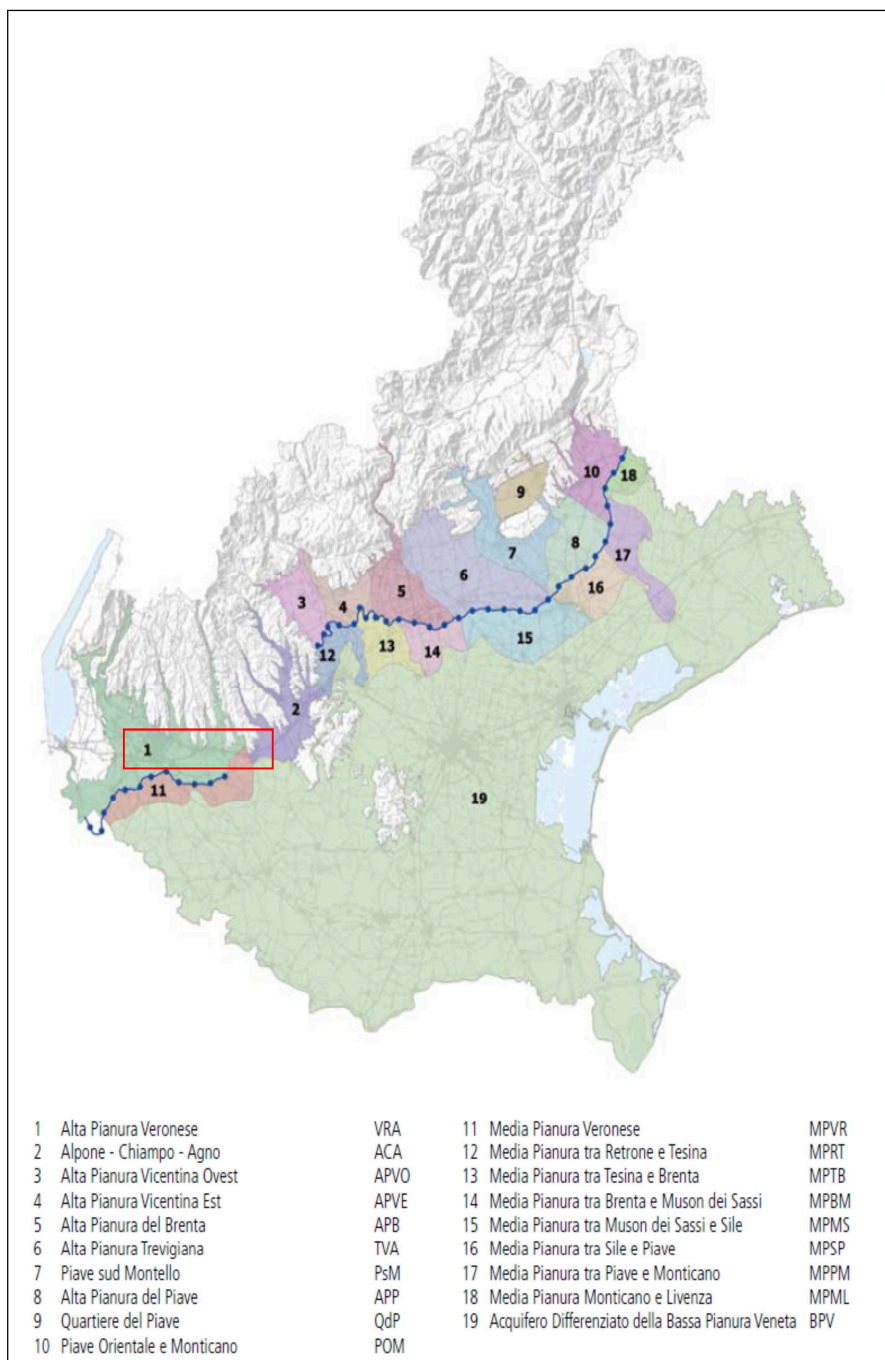 10
18
9
8
17
7
6
16
5
3
4
15
13
14
12
2
1
11
19
1 Alta Pianura Veronese VRA
2 Alpone - Chiampo - Agno ACA
3 Alta Pianura Vicentina Ovest APVO
4 Alta Pianura Vicentina Est APVE
5 Alta Pianura del Brenta APB
6 Alta Pianura Trevigiana TVA
7 Piave sud Montello PsM
8 Alta Pianura del Piave APP
9 Quartiere del Piave QdP
10 Piave Orientale e Monticano POM
11 Media Pianura Veronese MPVR
12 Media Pianura tra Retrone e Tesina MPRT
13 Media Pianura tra Tesina e Brenta MPTB
14 Media Pianura tra Brenta e Muson dei Sassi MPBM
15 Media Pianura tra Muson dei Sassi e Sile MPMS
16 Media Pianura tra Sile e Piave MPSP
17 Media Pianura tra Piave e Monticano MPPM
18 Media Pianura Monticano e Livenza MPML
19 Acquifero Differenziato della Bassa Pianura Veneta BPV